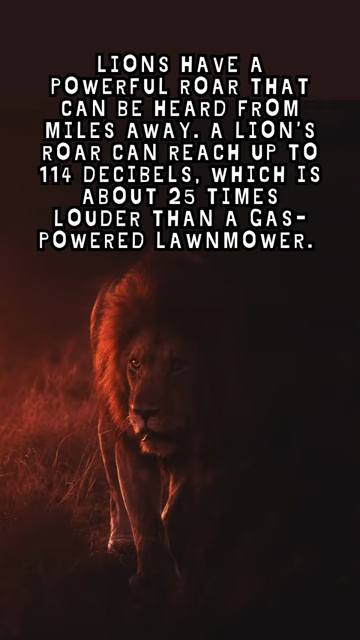 LIONS HAVE A
POWERFUL ROAR THAT
CAN BE HEARD FROM
MILES AWAY. A LION'S
ROAR CAN REACH UP TO
114 DECIBELS, WHICH IS
ABOUT 25 TIMES
LOUDER THAN A GAS-
POWERED LAWNMOWER.